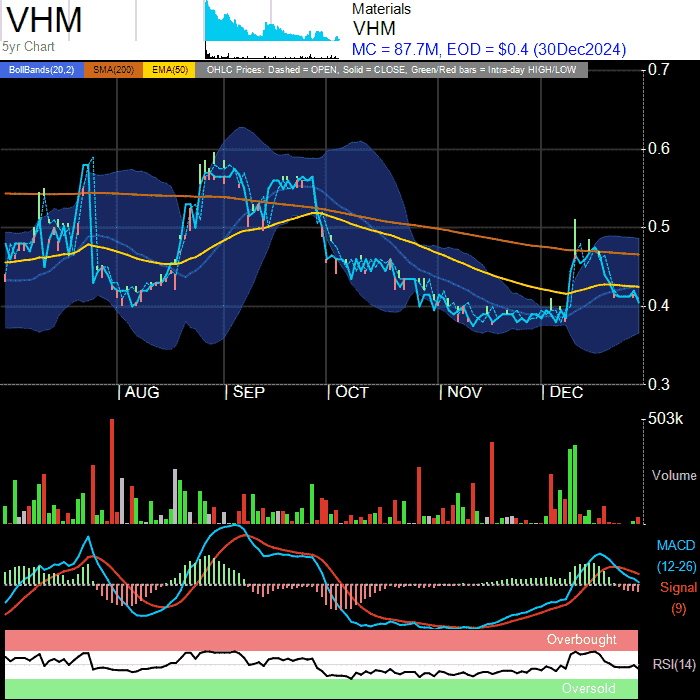 VHM
5yr Chart
Materials
VHM
MC = 87.7M, EOD = $0.4 (30Dec2024)
BollBands(20,2) SMA(200) EMA(50) OHLC Prices: Dashed = OPEN, Solid = CLOSE, Green/Red bars = Intra-day HIGH/LOW
0.7
0.6
0.5
0.4
0.3
| AUG | SEP | OCT | NOV | DEC
503k
Volume
MACD
(12-26)
Signal
(9)
Overbought
RSI(14)
Oversold